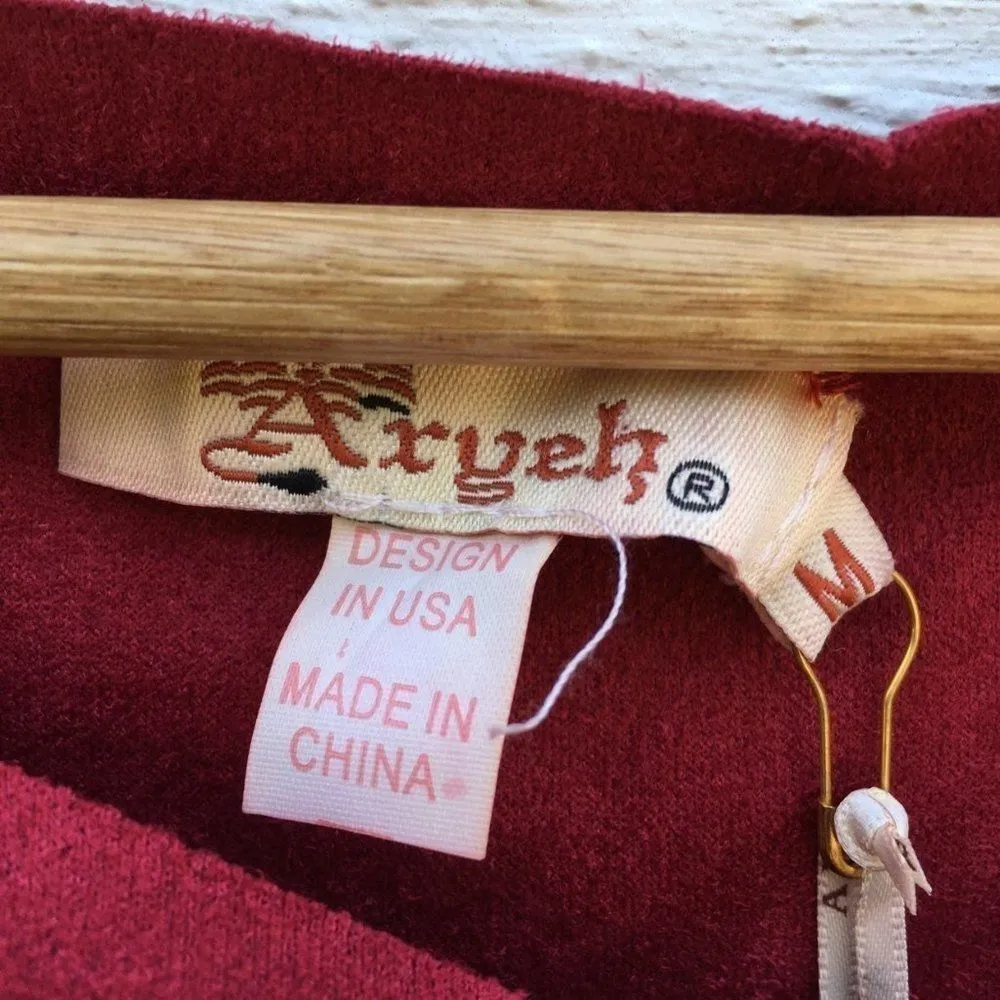 Aryeh ®
M
DESIGN
IN USA
MADE IN
CHINA
A